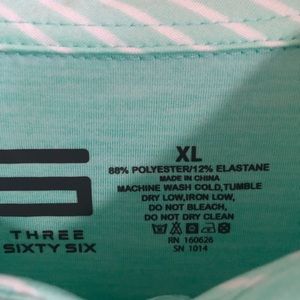 XL
88% POLYESTER/12% ELASTANE
MADE IN CHINA
MACHINE WASH COLD,TUMBLE
DRY LOW,IRON LOW,
DO NOT BLEACH,
DO NOT DRY CLEAN
RN 160626
SN 1014
THREE
SIXTY SIX